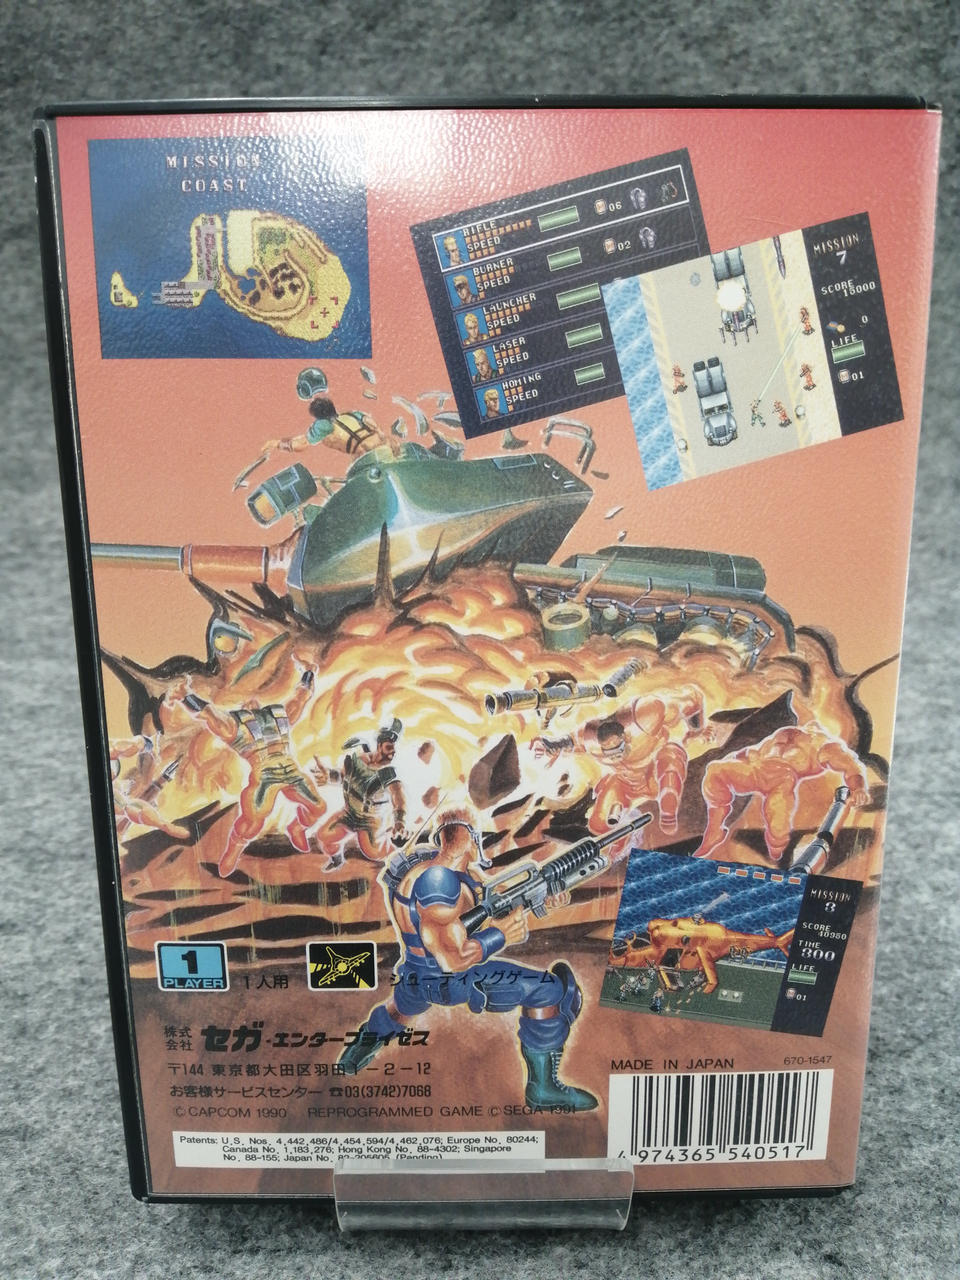 MISSION
COAST
RIFLE
SPEED
06
BURNER
SPEED
02
LAUNCHER
SPEED
LASER
SPEED
HOMING
SPEED
MISSION
7
SCORE
13000
0
LIFE
01
MISSION
3
SCORE
40980
TIME
300
LIFE
01
1
PLAYER
1人用
シューティングゲーム
株式会社 セガ・エンタープライゼス
〒144 東京都大田区羽田1-2-12
お客様サービスセンター ☎03(3742)7068
©CAPCOM 1990 REPROGRAMMED GAME ©SEGA 1991
Patents: U.S. Nos. 4,442,486/4,454,594/4,462,076; Europe No. 80244;
Canada No. 1,183,276; Hong Kong No. 88-4302; Singapore
No. 88-155; Japan No. 82-205605 (Pending)
MADE IN JAPAN
670-1547
4 974365 540517